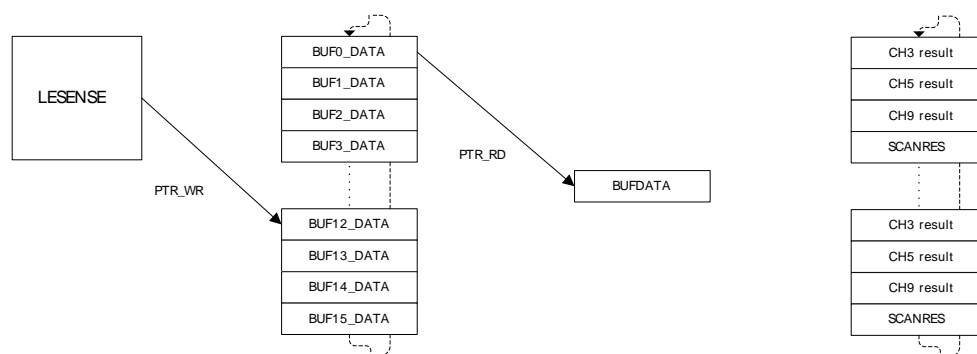 LESENSE
PTR_WR
BUF0_DATA
BUF1_DATA
BUF2_DATA
BUF3_DATA
BUF12_DATA
BUF13_DATA
BUF14_DATA
BUF15_DATA
PTR_RD
BUFDATA
CH3 result
CH5 result
CH9 result
SCANRES
CH3 result
CH5 result
CH9 result
SCANRES